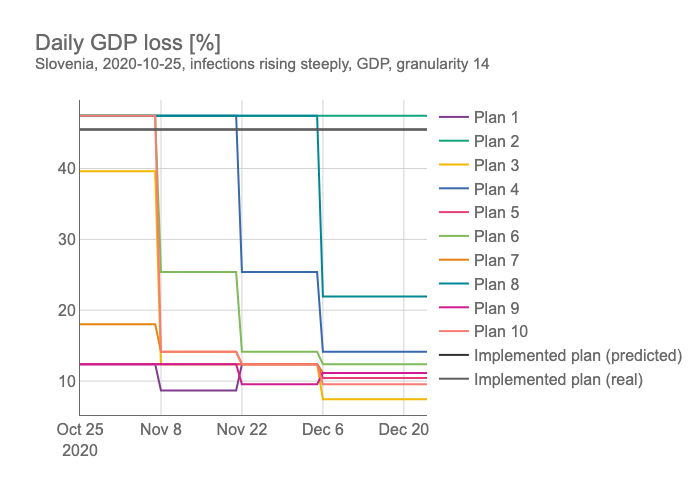 Daily GDP loss [%]
Slovenia, 2020-10-25, infections rising steeply, GDP, granularity 14
40
30
20
10
Oct 25
2020
Nov 8
Nov 22
Dec 6
Dec 20
Plan 1
Plan 2
Plan 3
Plan 4
Plan 5
Plan 6
Plan 7
Plan 8
Plan 9
Plan 10
Implemented plan (predicted)
Implemented plan (real)